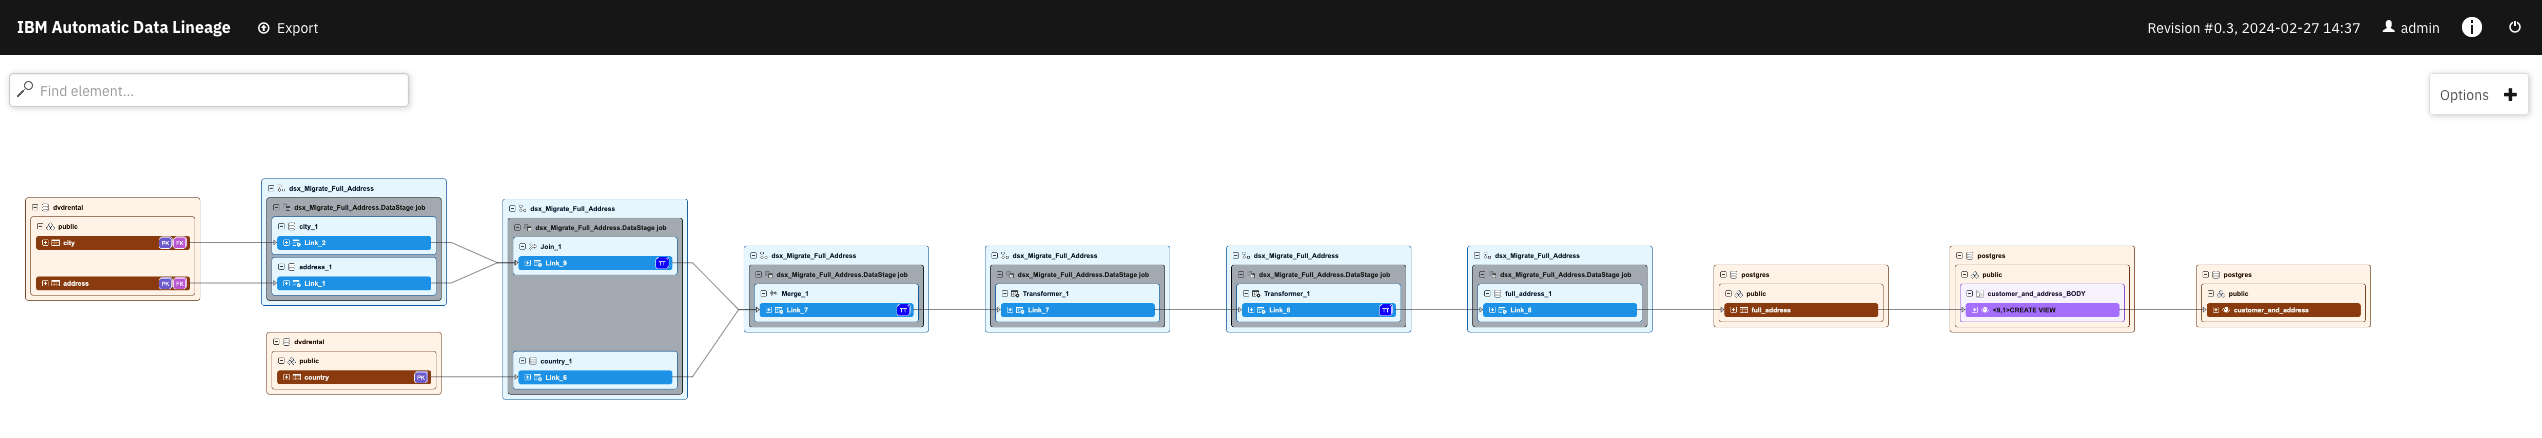 IBM Automatic Data Lineage
Export
Revision #0.3, 2024-02-27 14:37
admin
Find element...
Options
dvdrental
public
city
PK
FK
address
PK
FK
dsx_Migrate_Full_Address
dsx_Migrate_Full_Address.DataStage job
city_1
Link_2
address_1
Link_1
dvdrental
public
country
PK
dsx_Migrate_Full_Address
dsx_Migrate_Full_Address.DataStage job
Join_1
Link_9
TT
country_1
Link_6
dsx_Migrate_Full_Address
dsx_Migrate_Full_Address.DataStage job
Merge_1
Link_7
TT
dsx_Migrate_Full_Address
dsx_Migrate_Full_Address.DataStage job
Transformer_1
Link_7
dsx_Migrate_Full_Address
dsx_Migrate_Full_Address.DataStage job
Transformer_1
Link_8
TT
dsx_Migrate_Full_Address
dsx_Migrate_Full_Address.DataStage job
full_address_1
Link_8
postgres
public
full_address
postgres
public
customer_and_address_BODY
<9,1>CREATE VIEW
postgres
public
customer_and_address